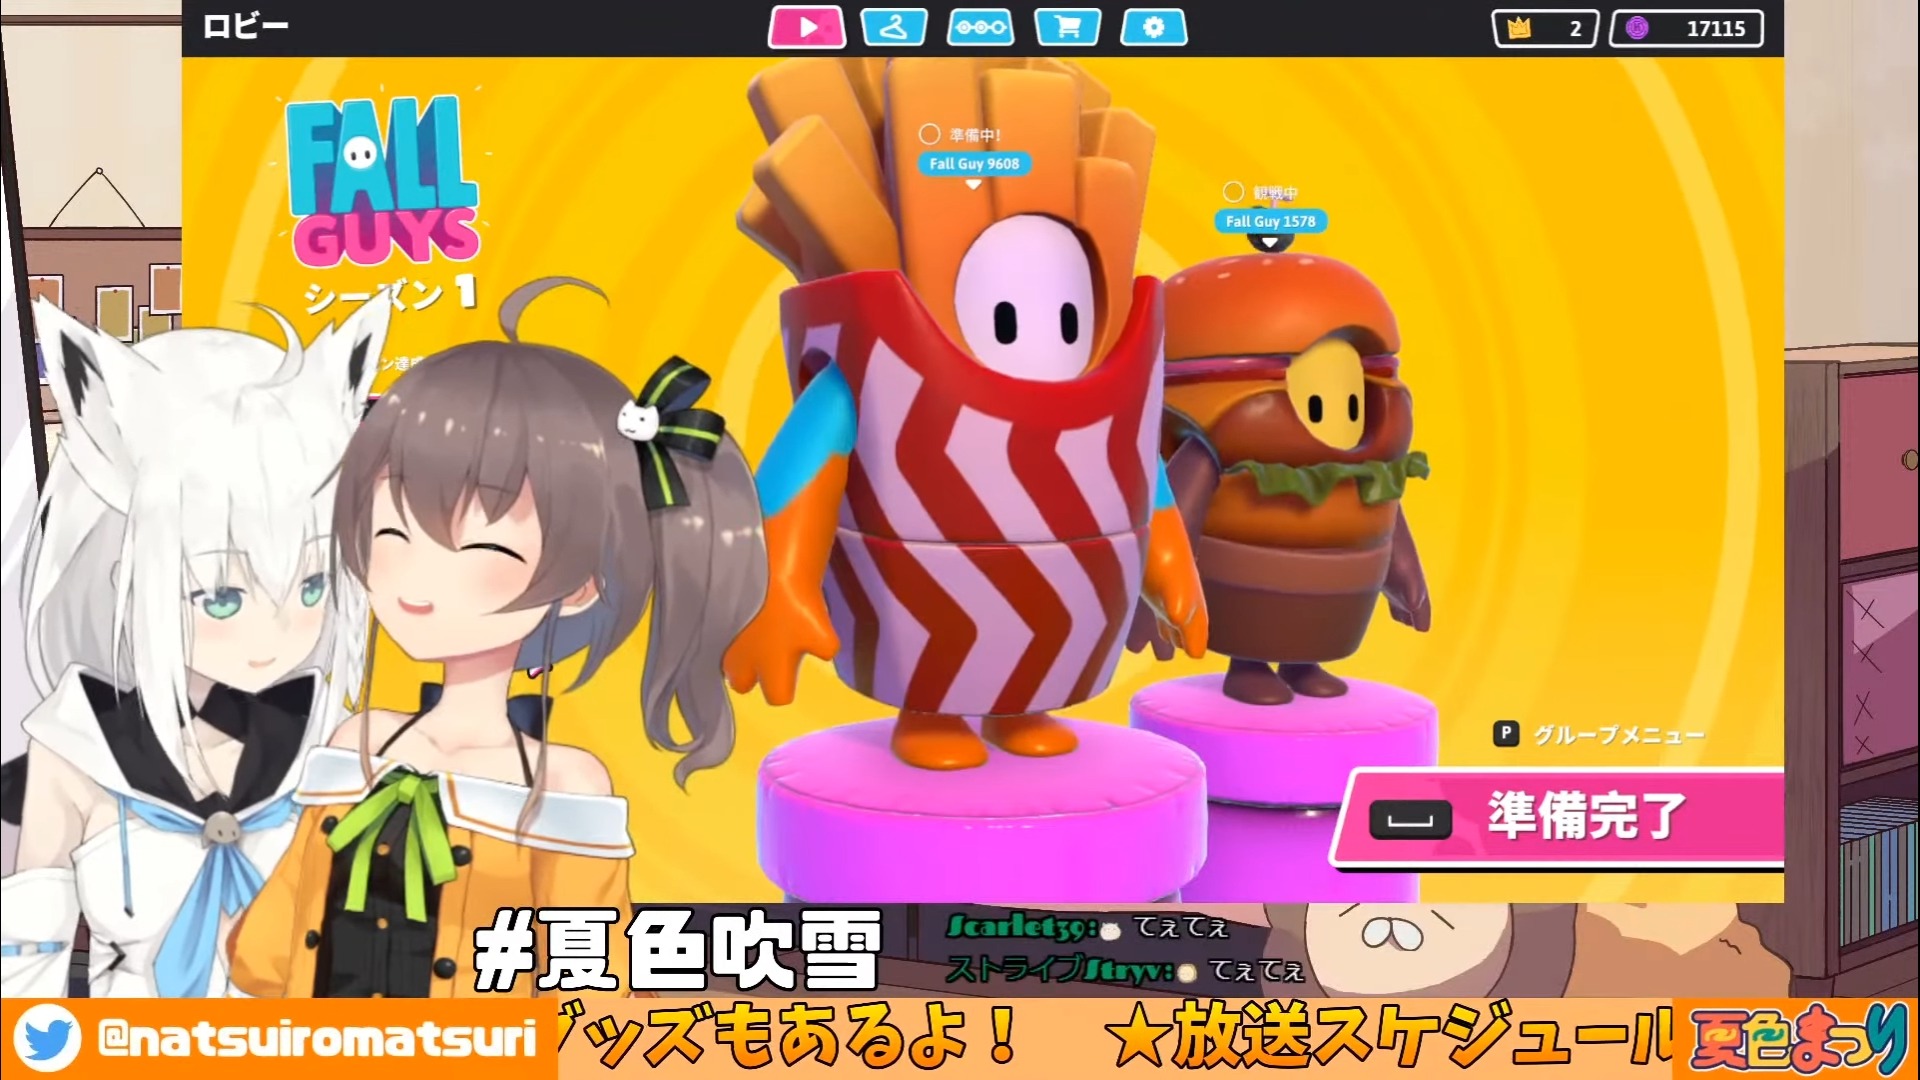 ロビー
2
17115
FALL GUYS
シーズン 1
準備中!
Fall Guy 9608
観戦中
Fall Guy 1578
P グループメニュー
準備完了
#夏色吹雪
Scarlet39: てぇてぇ
ストライプStryv: てぇてぇ
@natsuiromatsuri
グッズもあるよ! ★放送スケジュール
夏色まつり